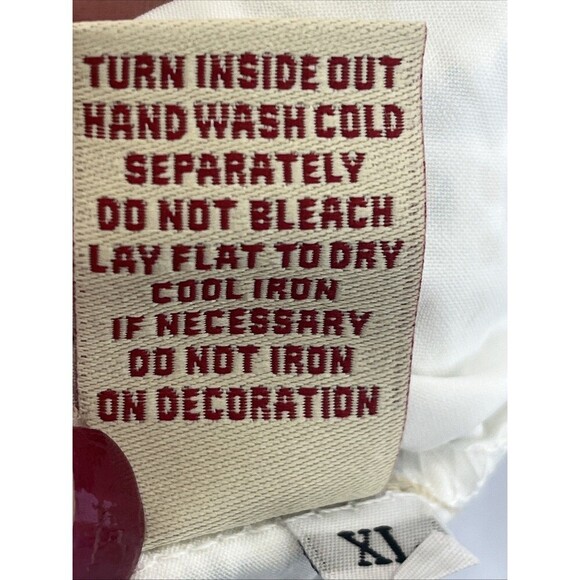 TURN INSIDE OUT
HAND WASH COLD
SEPARATELY
DO NOT BLEACH
LAY FLAT TO DRY
COOL IRON
IF NECESSARY
DO NOT IRON
ON DECORATION
XL